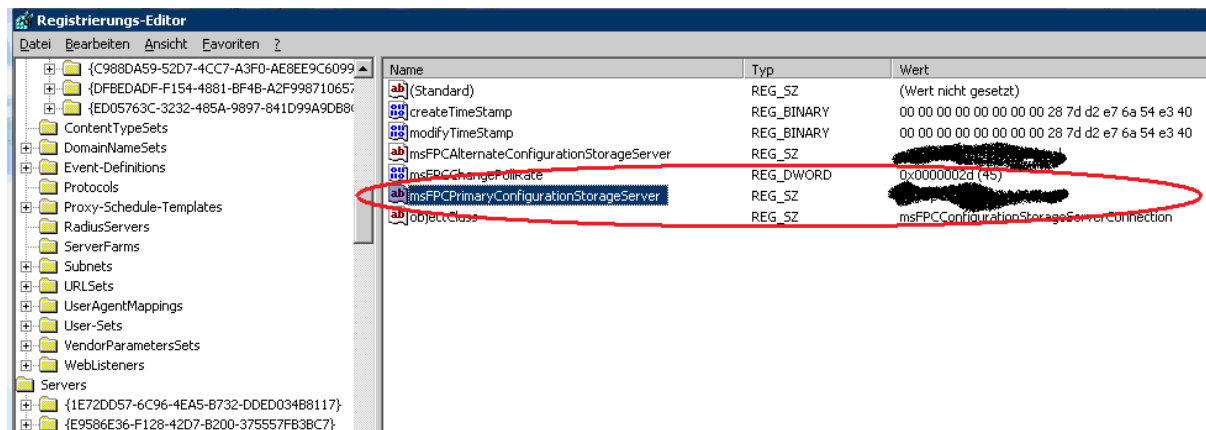 Registrierungs-Editor
Datei Bearbeiten Ansicht Favoriten ?
{C988DA59-52D7-4CC7-A3F0-AE8EE9C6099
{DFBEDADF-F154-4881-BF4B-A2F998710657
{ED05763C-3232-485A-9897-841D99A9DB8
ContentTypeSets
DomainNameSets
Event-Definitions
Protocols
Proxy-Schedule-Templates
RadiusServers
ServerFarms
Subnets
URLSets
UserAgentMappings
User-Sets
VendorParametersSets
WebListeners
Servers
{1E72DD57-6C96-4EA5-B732-DDED034B8117}
{E9586E36-F128-42D7-B200-375557FB3BC7}
Name Typ Wert
(Standard) REG_SZ (Wert nicht gesetzt)
createTimeStamp REG_BINARY 00 00 00 00 00 00 00 00 28 7d d2 e7 6a 54 e3 40
modifyTimeStamp REG_BINARY 00 00 00 00 00 00 00 00 28 7d d2 e7 6a 54 e3 40
msFPCAlternateConfigurationStorageServer REG_SZ
msFPCChangePollRate REG_DWORD 0x0000002d (45)
msFPCPrimaryConfigurationStorageServer REG_SZ
objectClass REG_SZ msFPCConfigurationStorageServerConnection